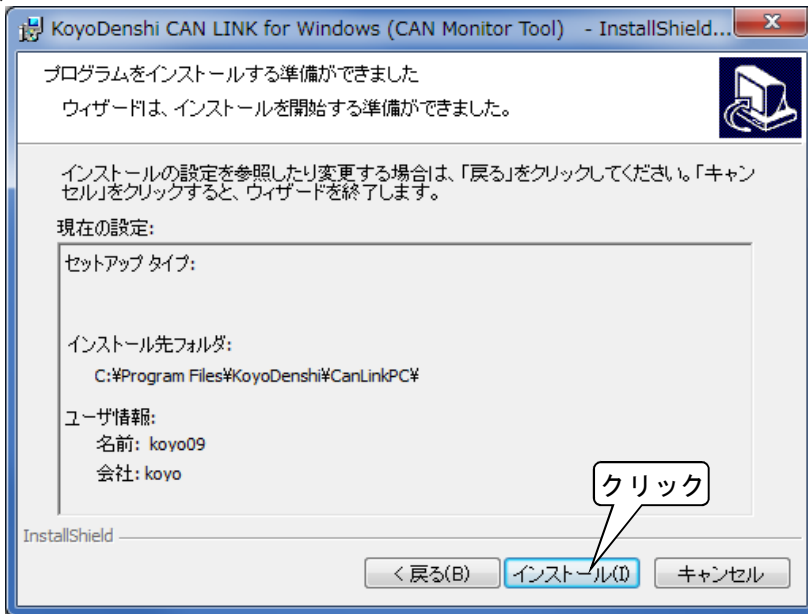 KoyoDenshi CAN LINK for Windows (CAN Monitor Tool) - InstallShield...
プログラムをインストールする準備ができました
ウィザードは、インストールを開始する準備ができました。
インストールの設定を参照したり変更する場合は、「戻る」をクリックしてください。「キャン
セル」をクリックすると、ウィザードを終了します。
現在の設定:
セットアップ タイプ:
インストール先フォルダ:
C:¥Program Files¥KoyoDenshi¥CanLinkPC¥
ユーザ情報:
名前: koyo09
会社: koyo
クリック
InstallShield
< 戻る(B) インストール(I) キャンセル